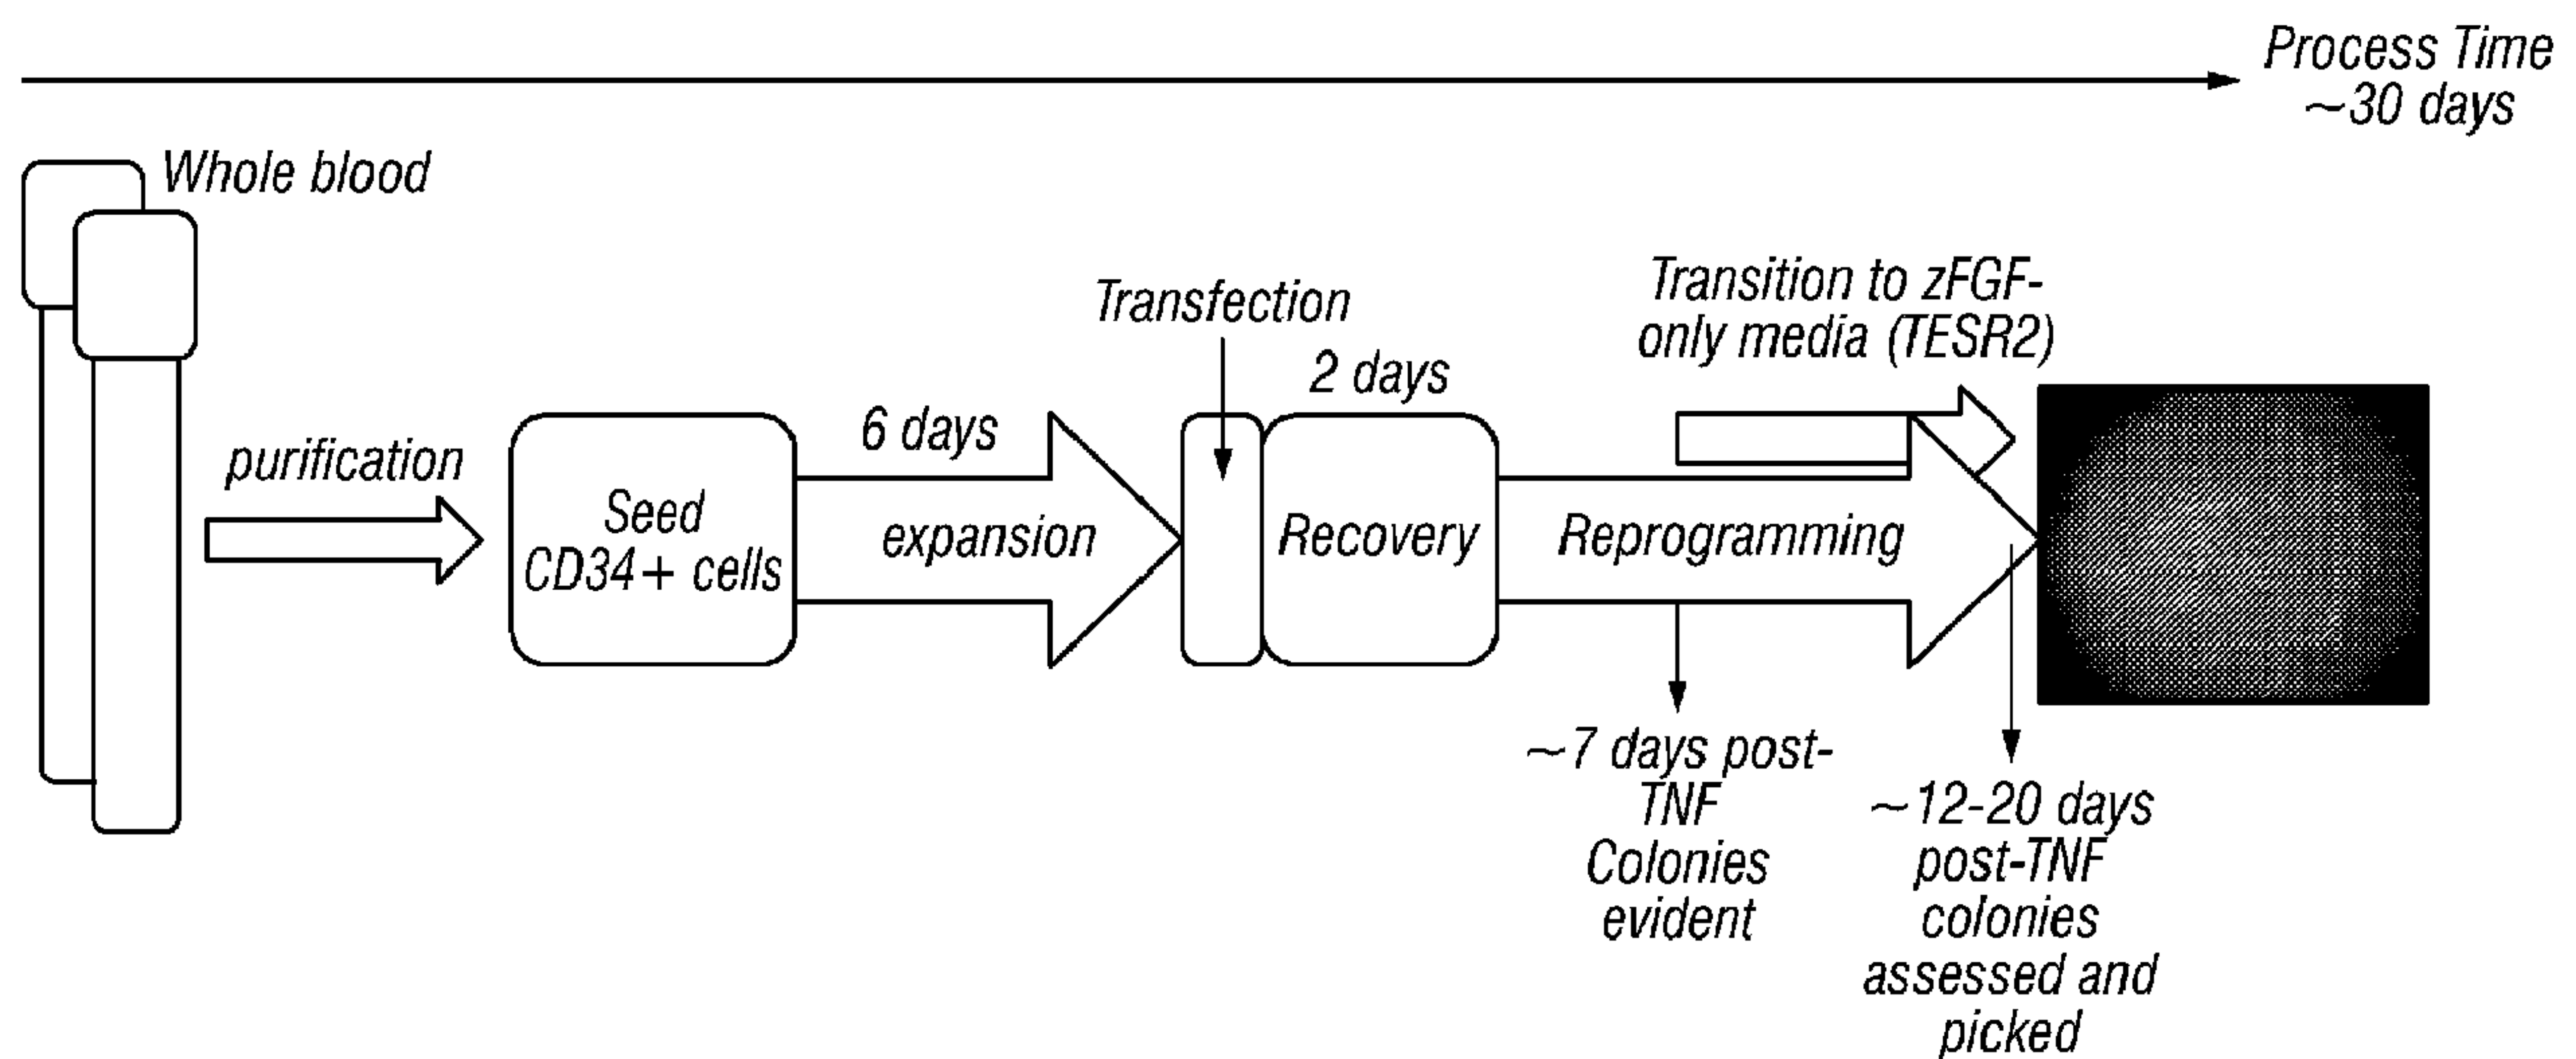 Process Time
~30 days
Whole blood
purification
Seed
CD34+ cells
6 days
expansion
Transfection
2 days
Recovery
Transition to zFGF-
only media (TESR2)
Reprogramming
~7 days post-
TNF
Colonies
evident
~12-20 days
post-TNF
colonies
assessed and
picked